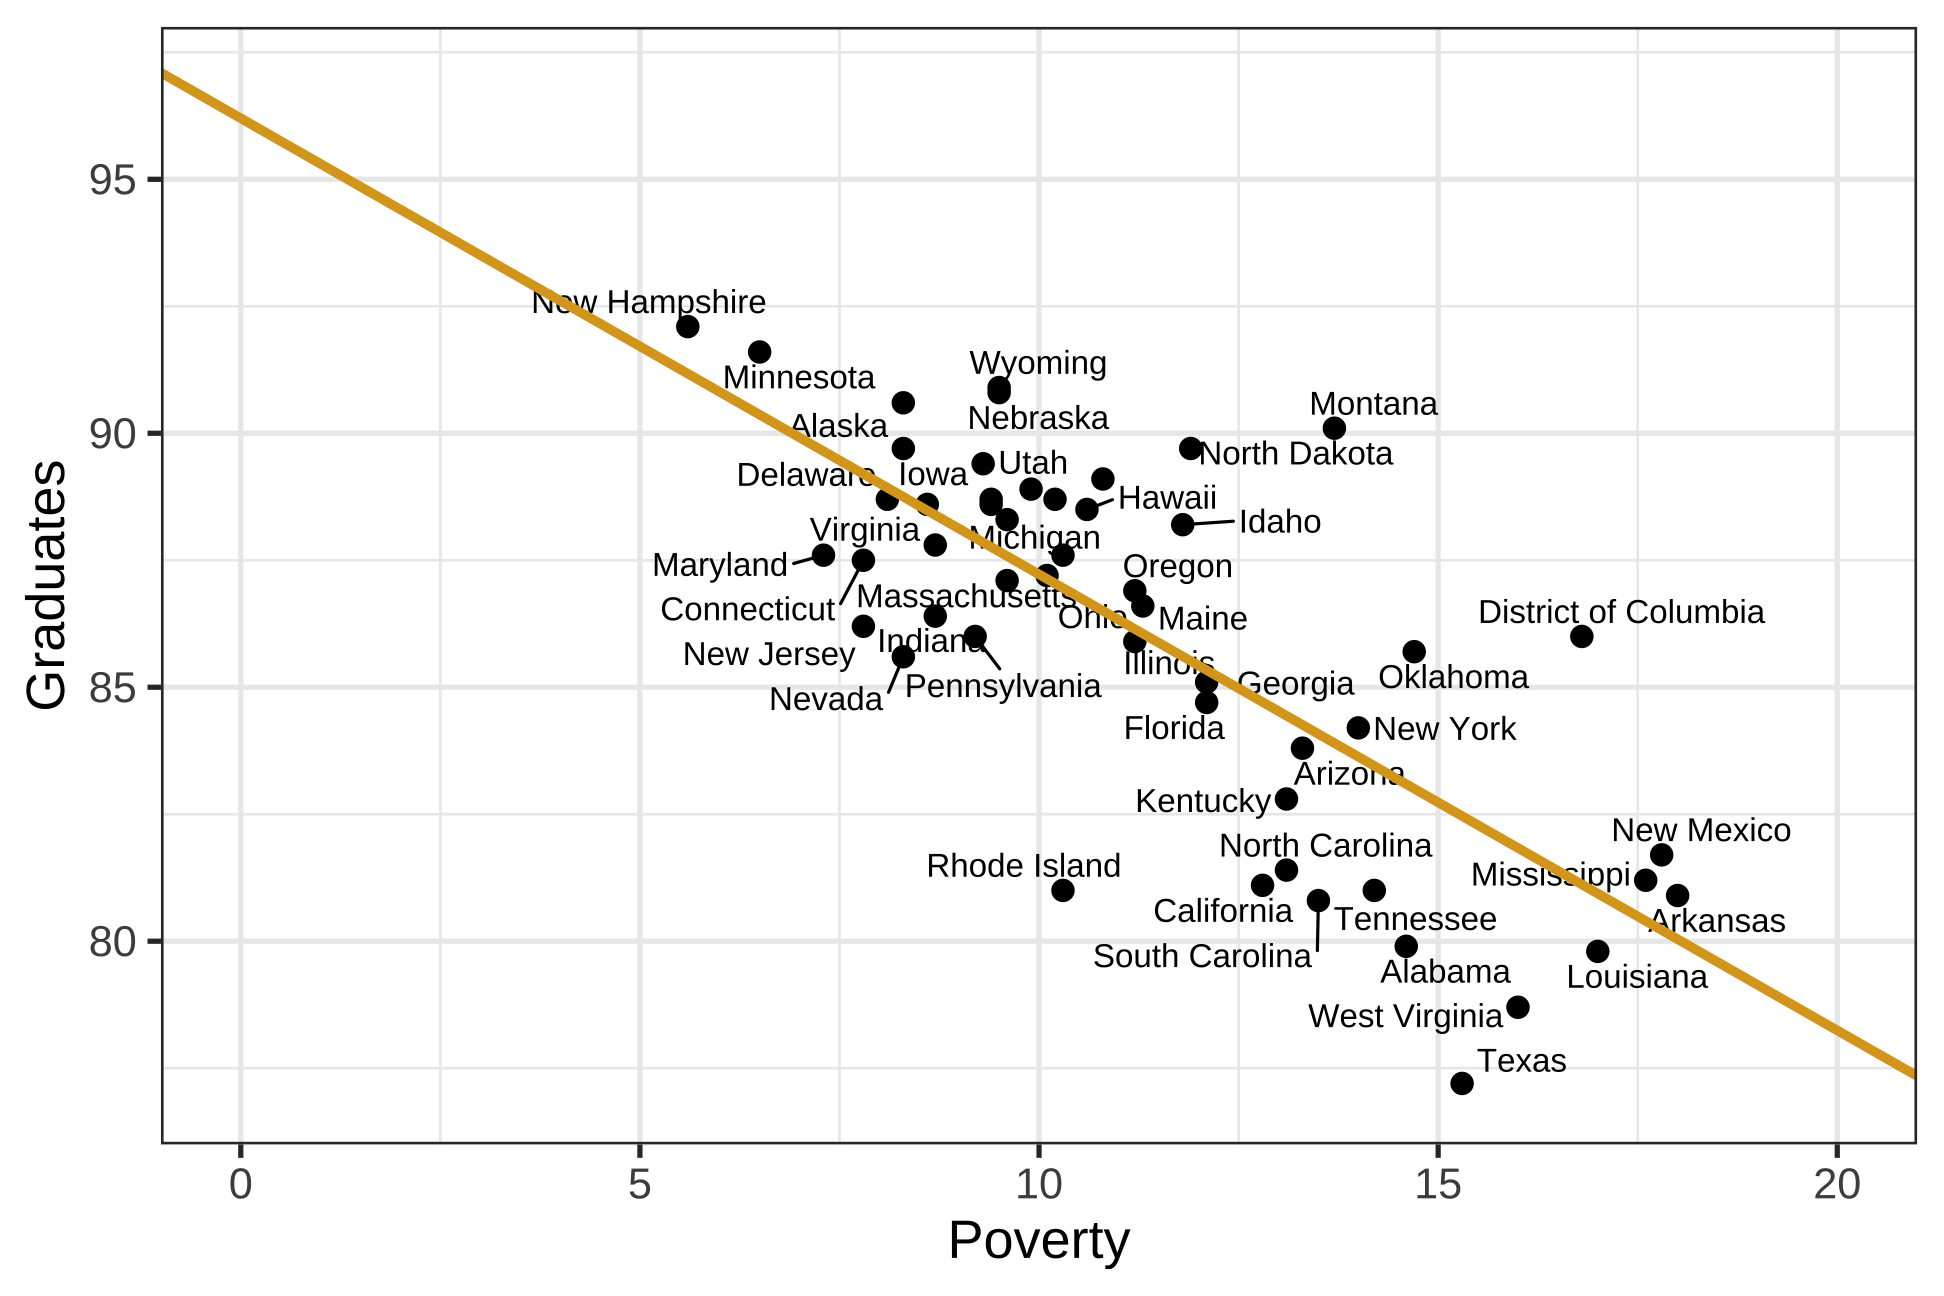 Graduates
95
90
85
80
New Hampshire
Minnesota
Wyoming
Nebraska
Montana
Alaska
North Dakota
Delaware
Iowa
Utah
Hawaii
Idaho
Virginia
Michigan
Maryland
Oregon
Connecticut
Massachusetts
Ohio
Maine
District of Columbia
New Jersey
Indiana
Illinois
Nevada
Pennsylvania
Georgia
Oklahoma
Florida
New York
Arizona
Kentucky
North Carolina
New Mexico
Rhode Island
Mississippi
California
Tennessee
Arkansas
South Carolina
Alabama
Louisiana
West Virginia
Texas
0
5
10
15
20
Poverty